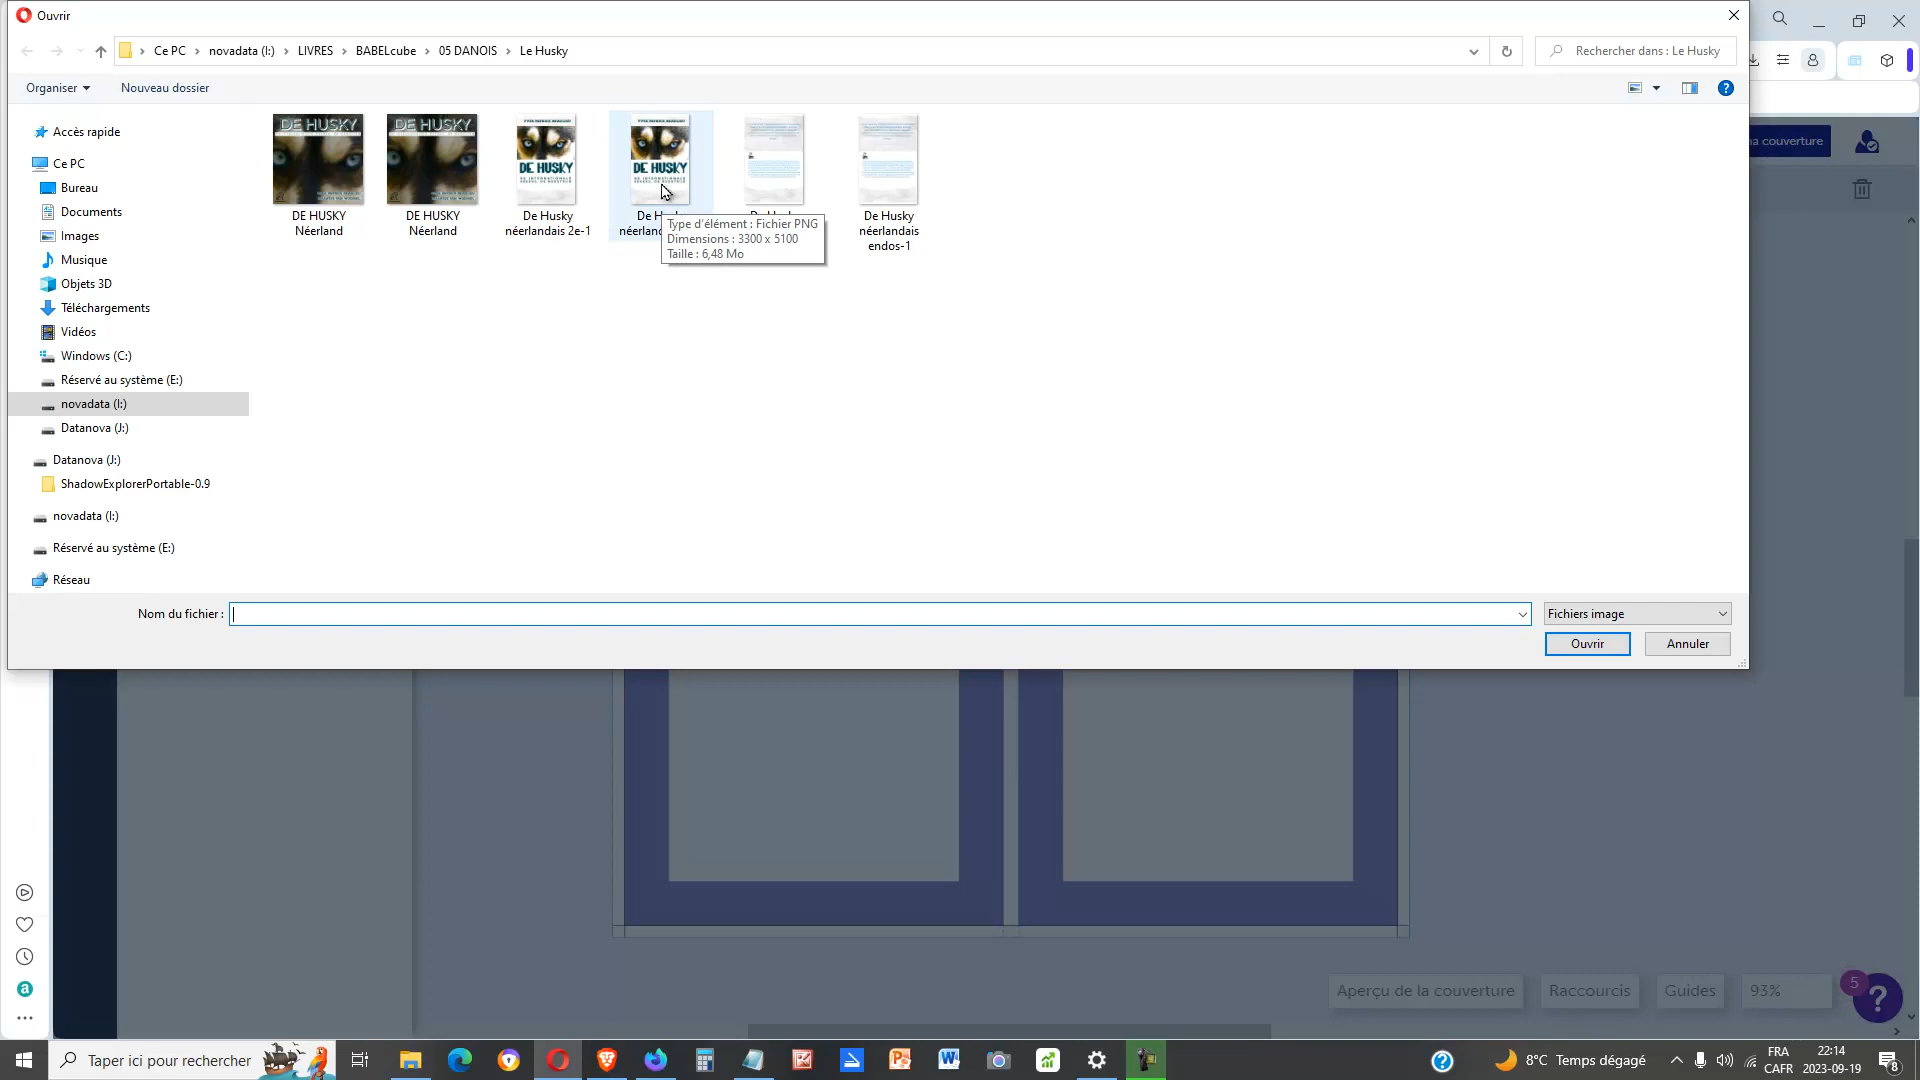 Ouvrir
Ce PC
novadata (I:)
LIVRES
BABELcube
05 DANOIS
Le Husky
Rechercher dans : Le Husky
Organiser
Nouveau dossier
Accès rapide
Ce PC
Bureau
Documents
Images
Musique
Objets 3D
Téléchargements
Vidéos
Windows (C:)
Réservé au système (E:)
novadata (I:)
Datanova (J:)
Datanova (J:)
ShadowExplorerPortable-0.9
novadata (I:)
Réservé au système (E:)
Réseau
DE HUSKY
DE HUSKY
DE HUSKY
DE HUSKY
DE HUSKY
Néerland
DE HUSKY
Néerland
De Husky
néerlandais 2e-1
De H
néerland
De Husky
néerlandais
endos-1
Type d'élément : Fichier PNG
Dimensions : 3300 x 5100
Taille : 6,48 Mo
Nom du fichier :
Fichiers image
Ouvrir
Annuler
a couverture
Aperçu de la couverture
Raccourcis
Guides
93%
5
?
Taper ici pour rechercher
8°C Temps dégagé
FRA
CAFR
22:14
2023-09-19
8